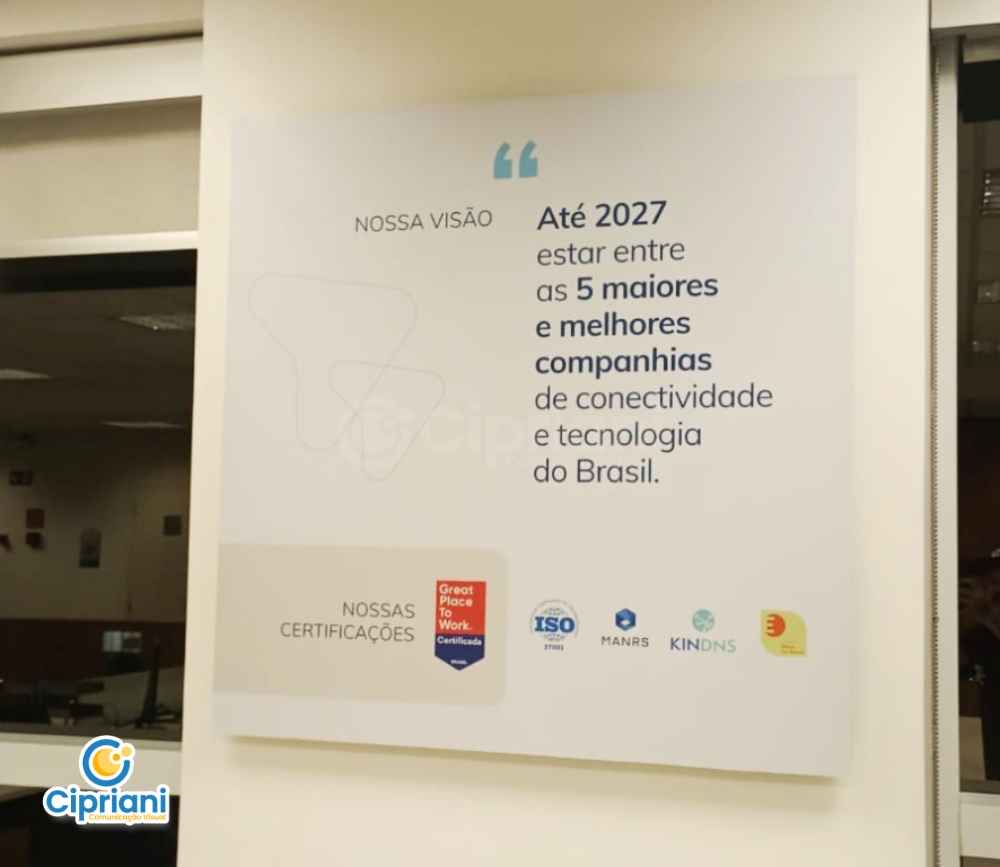 NOSSA VISÃO
Até 2027
estar entre
as 5 maiores
e melhores
companhias
de conectividade
e tecnologia
do Brasil.
NOSSAS
CERTIFICAÇÕES
Great
Place
To
Work.
Certificada
BRASIL
ISO
27001
MANRS
KINDNS
Cipriani
Comunicação Visual